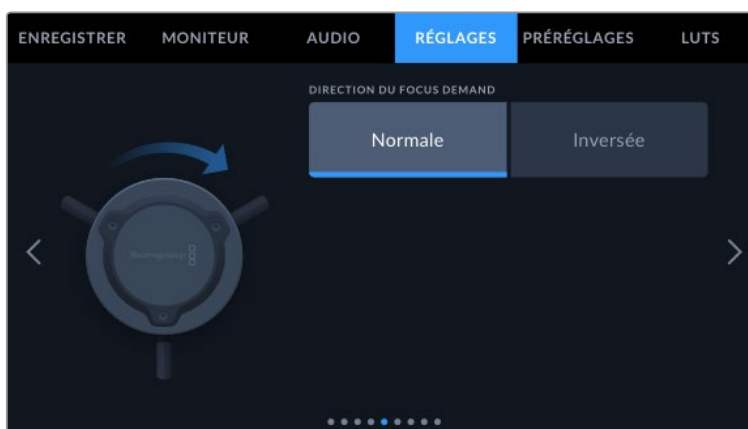 ENREGISTRER MONITEUR AUDIO RÉGLAGES PRÉRÉGLAGES LUTS
DIRECTION DU FOCUS DEMAND
Normale Inversée